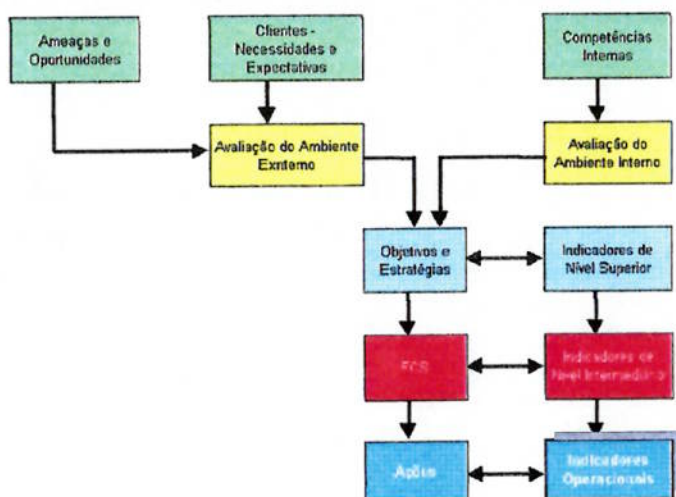 Ameaças e
Oportunidades
Clientes -
Necessidades e
Expectativas
Competências
Internas
Avaliação do Ambiente
Exnterno
Avaliação do
Ambiente Interno
Objetivos e
Estratégias
Indicadores de
Nível Superior
FCS
Indicadores de
Nível Intermediário
Ações
Indicadores
Operacionais